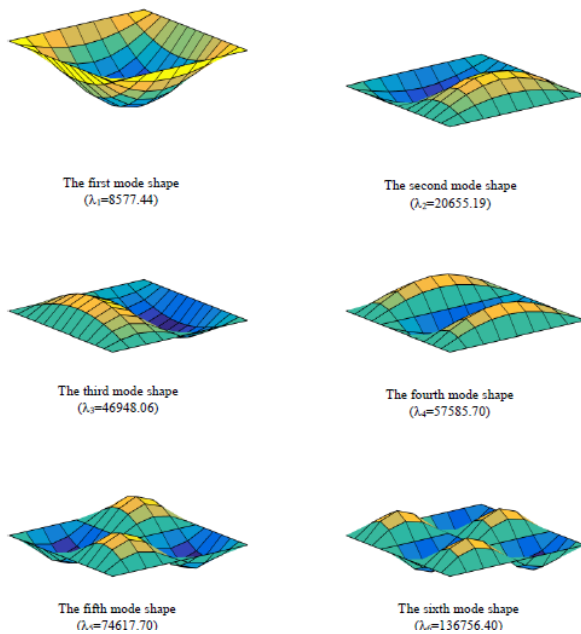 The first mode shape
(λ₁=8577.44)
The second mode shape
(λ₂=20655.19)
The third mode shape
(λ₃=46948.06)
The fourth mode shape
(λ₄=57585.70)
The fifth mode shape
(λ₅=74617.70)
The sixth mode shape
(λ₆=136756.40)